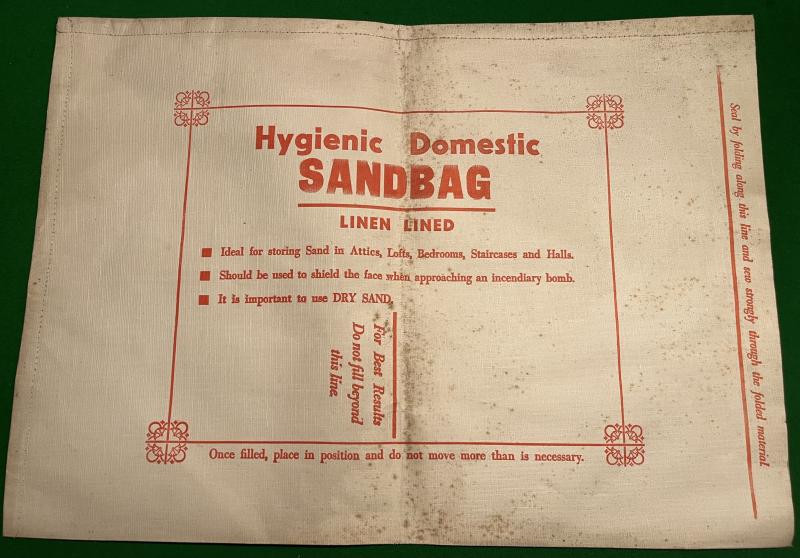 Hygienic Domestic
SANDBAG
LINEN LINED
■ Ideal for storing Sand in Attics, Lofts, Bedrooms, Staircases and Halls.
■ Should be used to shield the face when approaching an incendiary bomb.
■ It is important to use DRY SAND.
For Best Results
Do not fill beyond
this line.
Once filled, place in position and do not move more than is necessary.
Seal by folding along this line and sew strongly through the folded material.